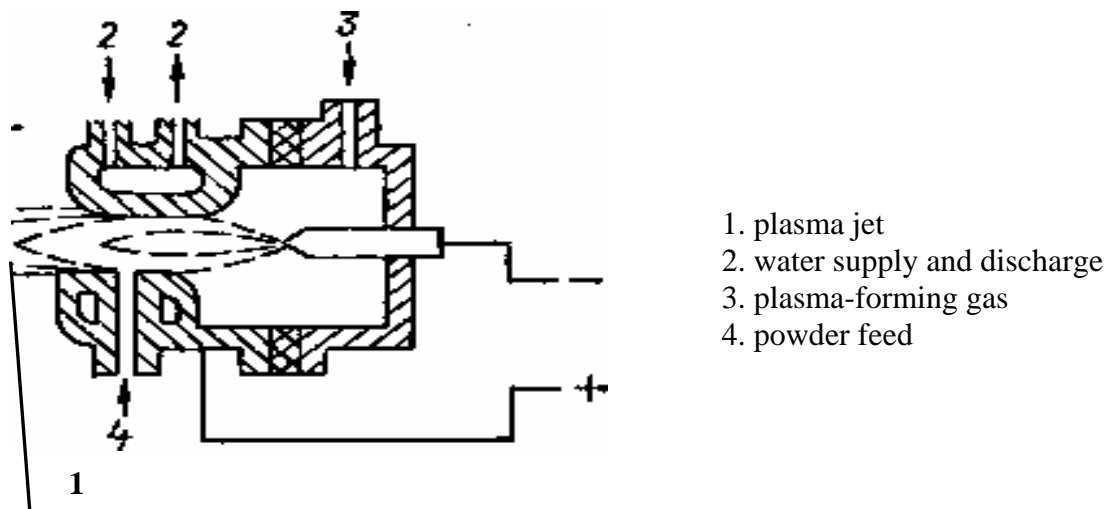 2 2 3
1. plasma jet
2. water supply and discharge
3. plasma-forming gas
4. powder feed
— +
4
1